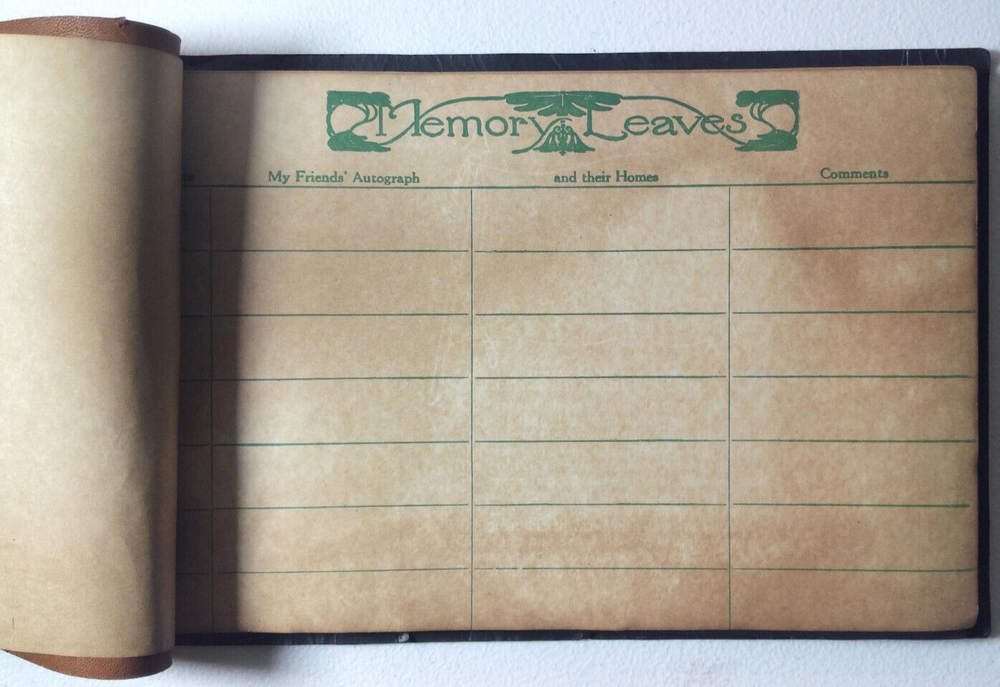 Memory Leaves
My Friends' Autograph and their Homes Comments